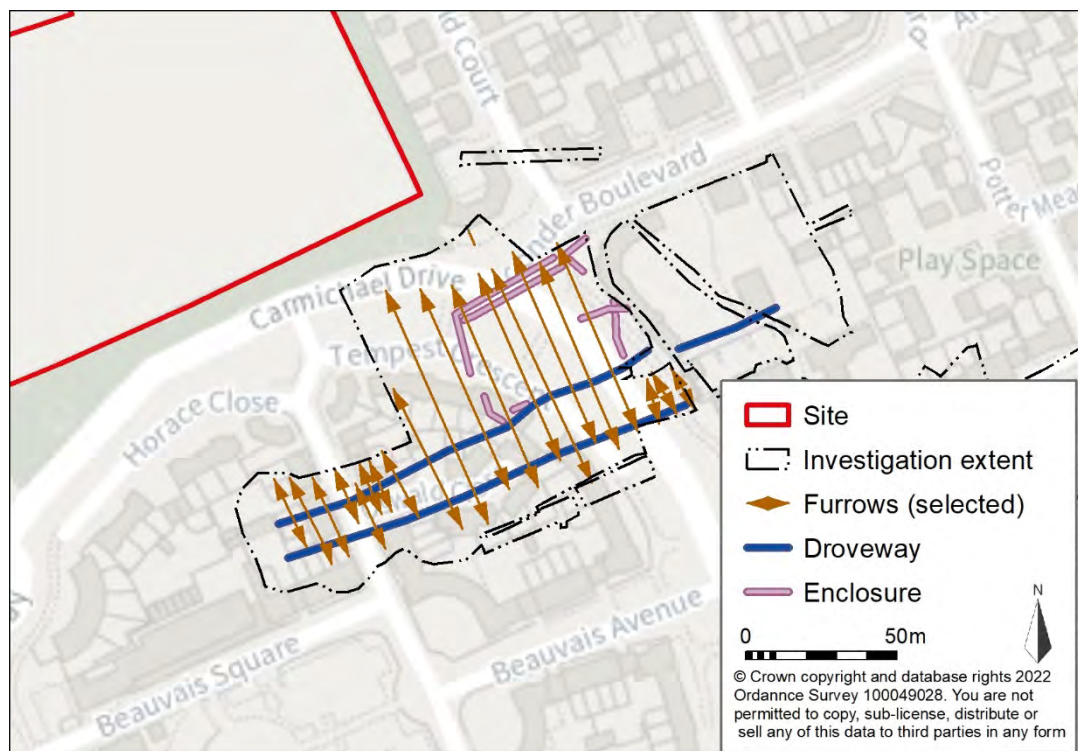 ld Court
Ar
Boulevard
Potter Mea
Play Space
Carmichael Drive
Tempest
Crescent
Horace Close
Beauvais Avenue
Beauvais Square
Site
Investigation extent
Furrows (selected)
Droveway
Enclosure
N
0 50m
© Crown copyright and database rights 2022
Ordannce Survey 100049028. You are not
permitted to copy, sub-license, distribute or
sell any of this data to third parties in any form